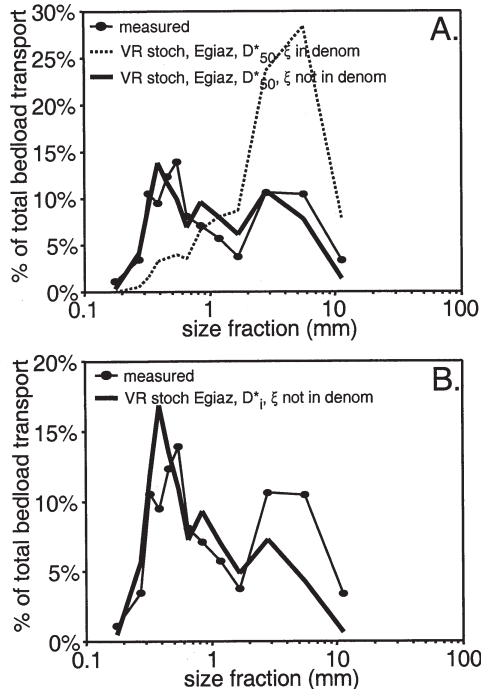 30%
25%
20%
15%
10%
5%
0%
% of total bedload transport
A.
measured
VR stoch, Egiaz, D*50, ξ in denom
VR stoch, Egiaz, D*50, ξ not in denom
0.1
1
10
100
size fraction (mm)
20%
15%
10%
5%
0%
% of total bedload transport
B.
measured
VR stoch Egiaz, D*i, ξ not in denom
0.1
1
10
100
size fraction (mm)